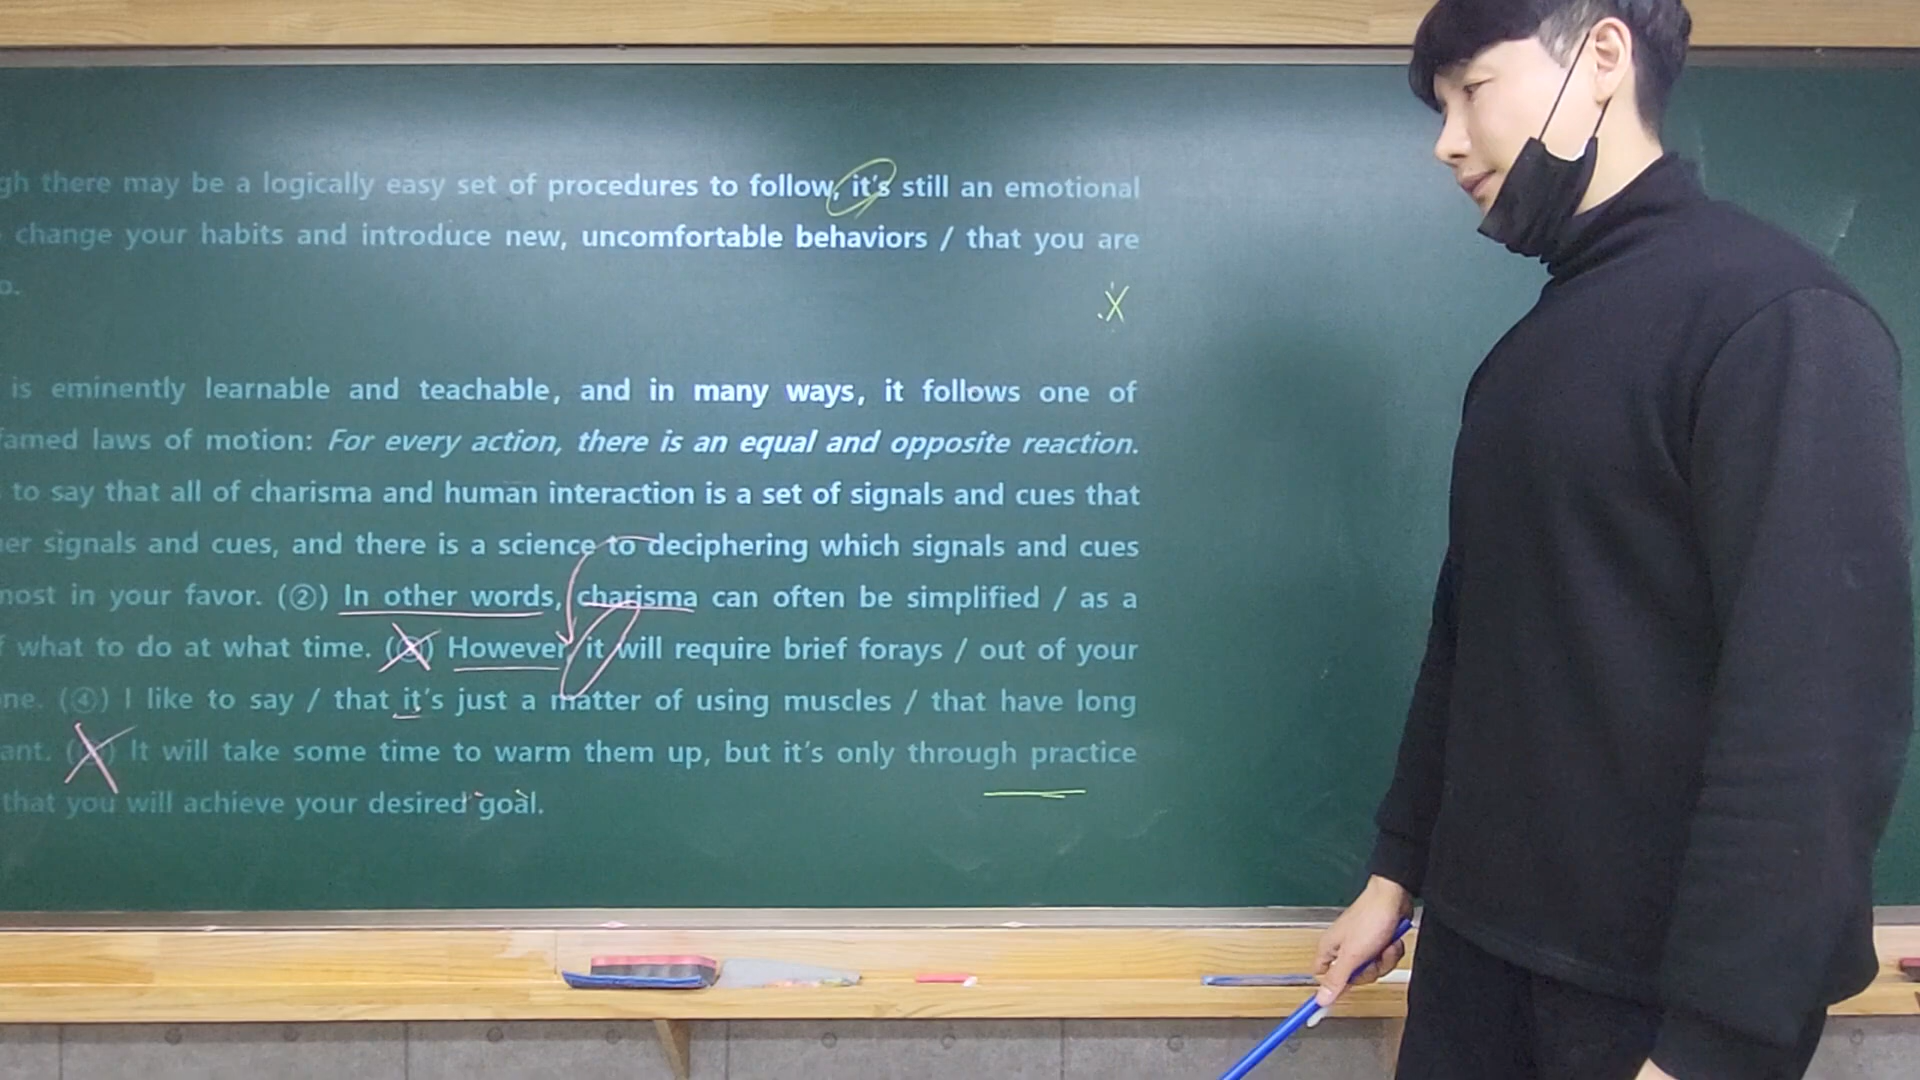 there may be a logically easy set of procedures to follow, it's still an emotional
change your habits and introduce new, uncomfortable behaviors / that you are
is eminently learnable and teachable, and in many ways, it follows one of
famed laws of motion: For every action, there is an equal and opposite reaction.
to say that all of charisma and human interaction is a set of signals and cues that
signals and cues, and there is a science to deciphering which signals and cues
most in your favor. (②) In other words, charisma can often be simplified / as a
what to do at what time. ( ) However, it will require brief forays / out of your
(④) I like to say / that it's just a matter of using muscles / that have long
( ) It will take some time to warm them up, but it's only through practice
that you will achieve your desired goal.